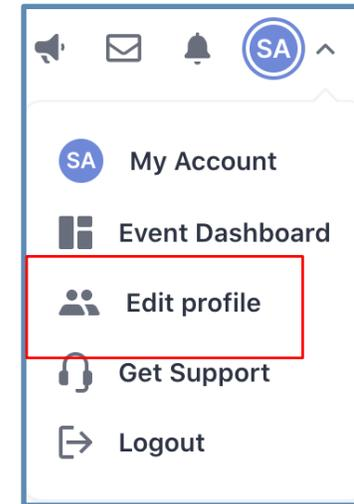 SA
SA My Account
Event Dashboard
Edit profile
Get Support
Logout